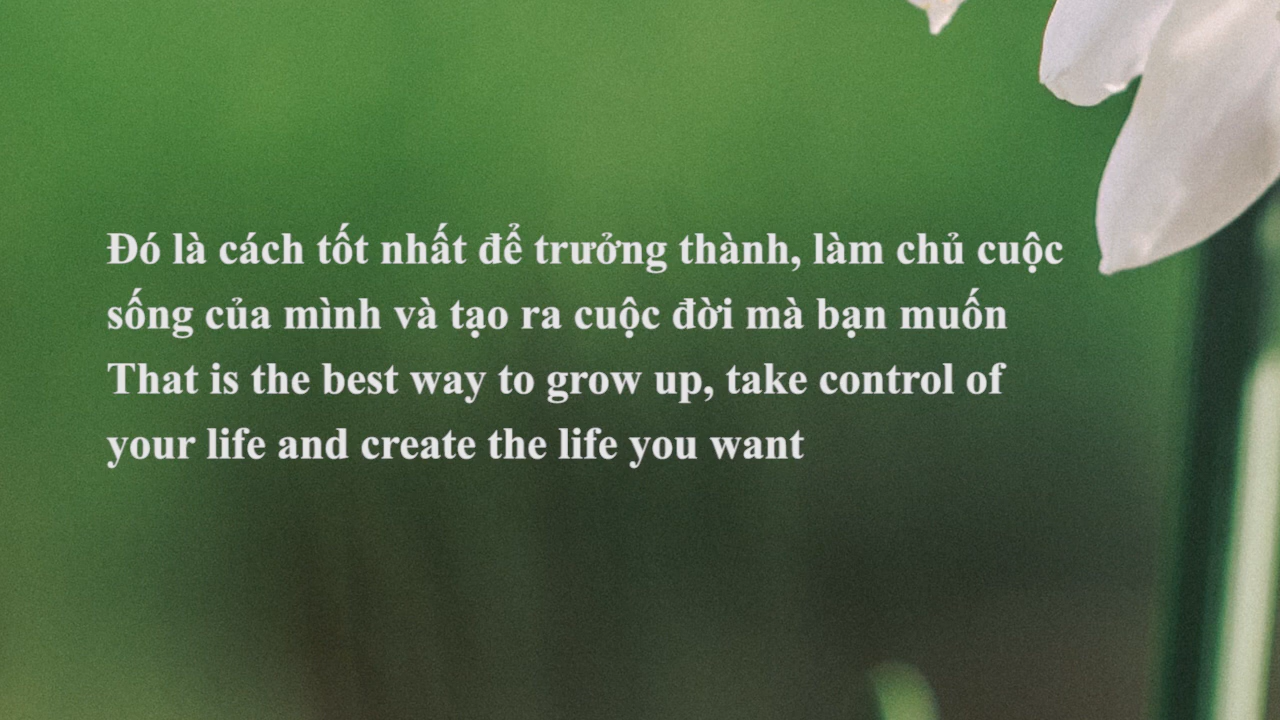 Đó là cách tốt nhất để trưởng thành, làm chủ cuộc
sống của mình và tạo ra cuộc đời mà bạn muốn
That is the best way to grow up, take control of
your life and create the life you want